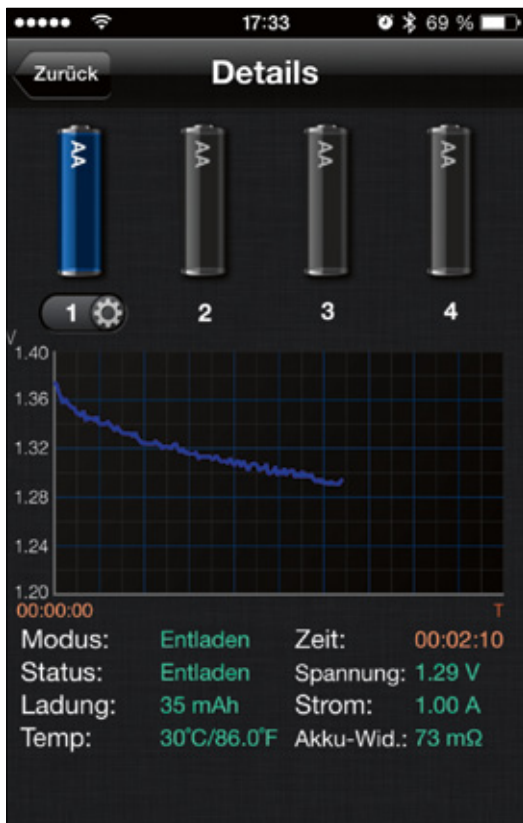 17:33 69 %
Zurück Details
AA AA AA AA
1 2 3 4
V
1.40
1.36
1.32
1.28
1.24
1.20
00:00:00 T
Modus: Entladen Zeit: 00:02:10
Status: Entladen Spannung: 1.29 V
Ladung: 35 mAh Strom: 1.00 A
Temp: 30°C/86.0°F Akku-Wid.: 73 mΩ